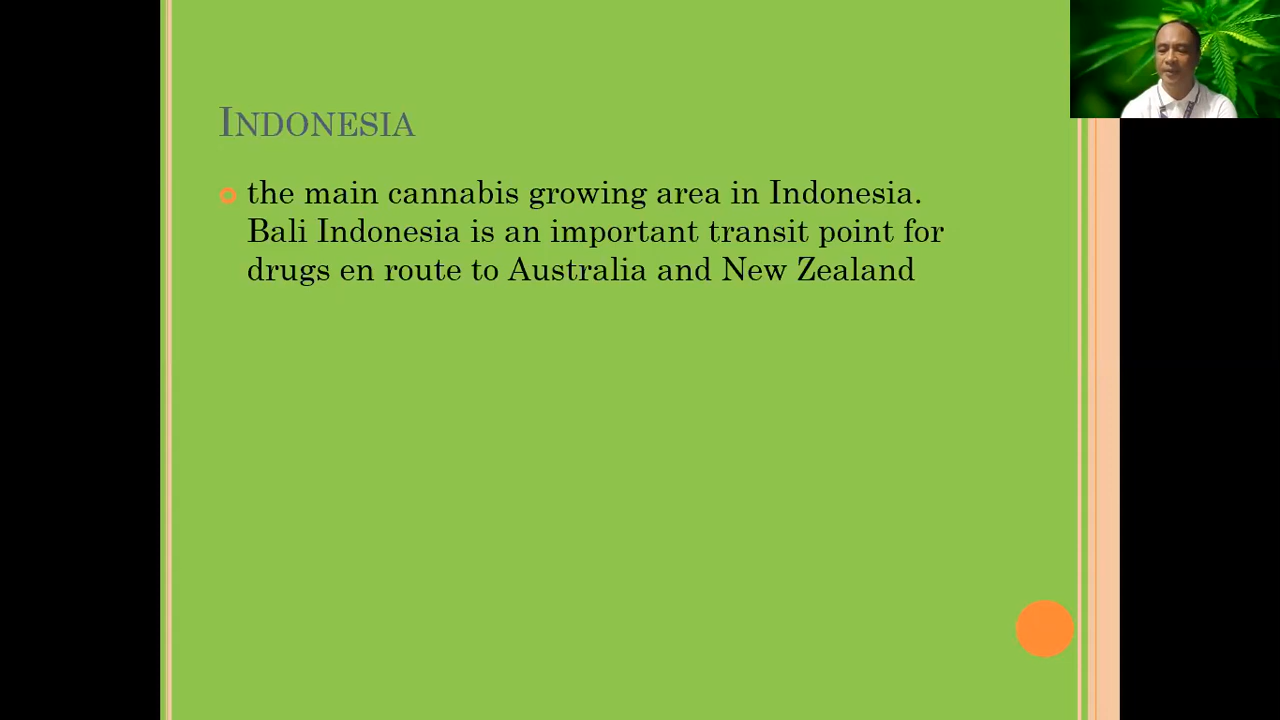 INDONESIA
the main cannabis growing area in Indonesia.
Bali Indonesia is an important transit point for
drugs en route to Australia and New Zealand